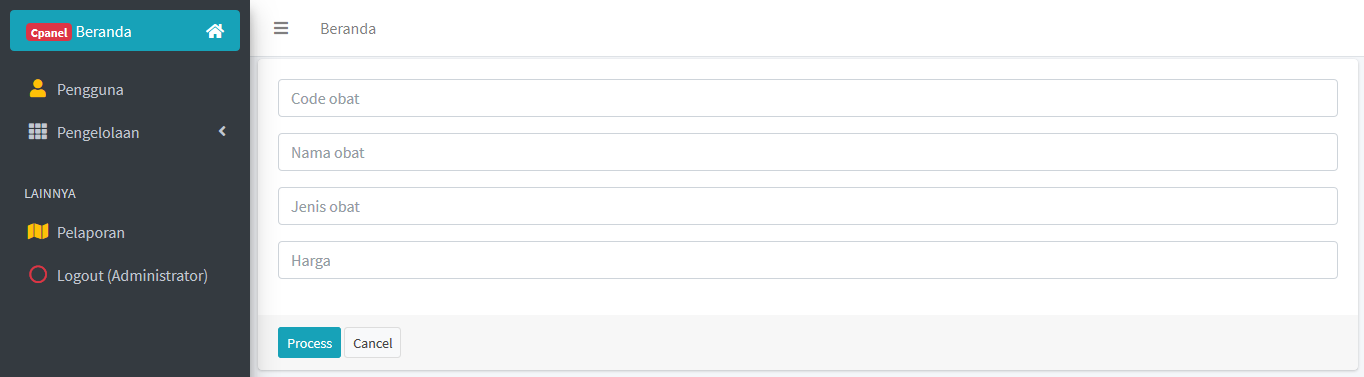 Cpanel Beranda
Pengguna
Pengelolaan
LAINNYA
Pelaporan
Logout (Administrator)
Beranda
Code obat
Nama obat
Jenis obat
Harga
Process Cancel